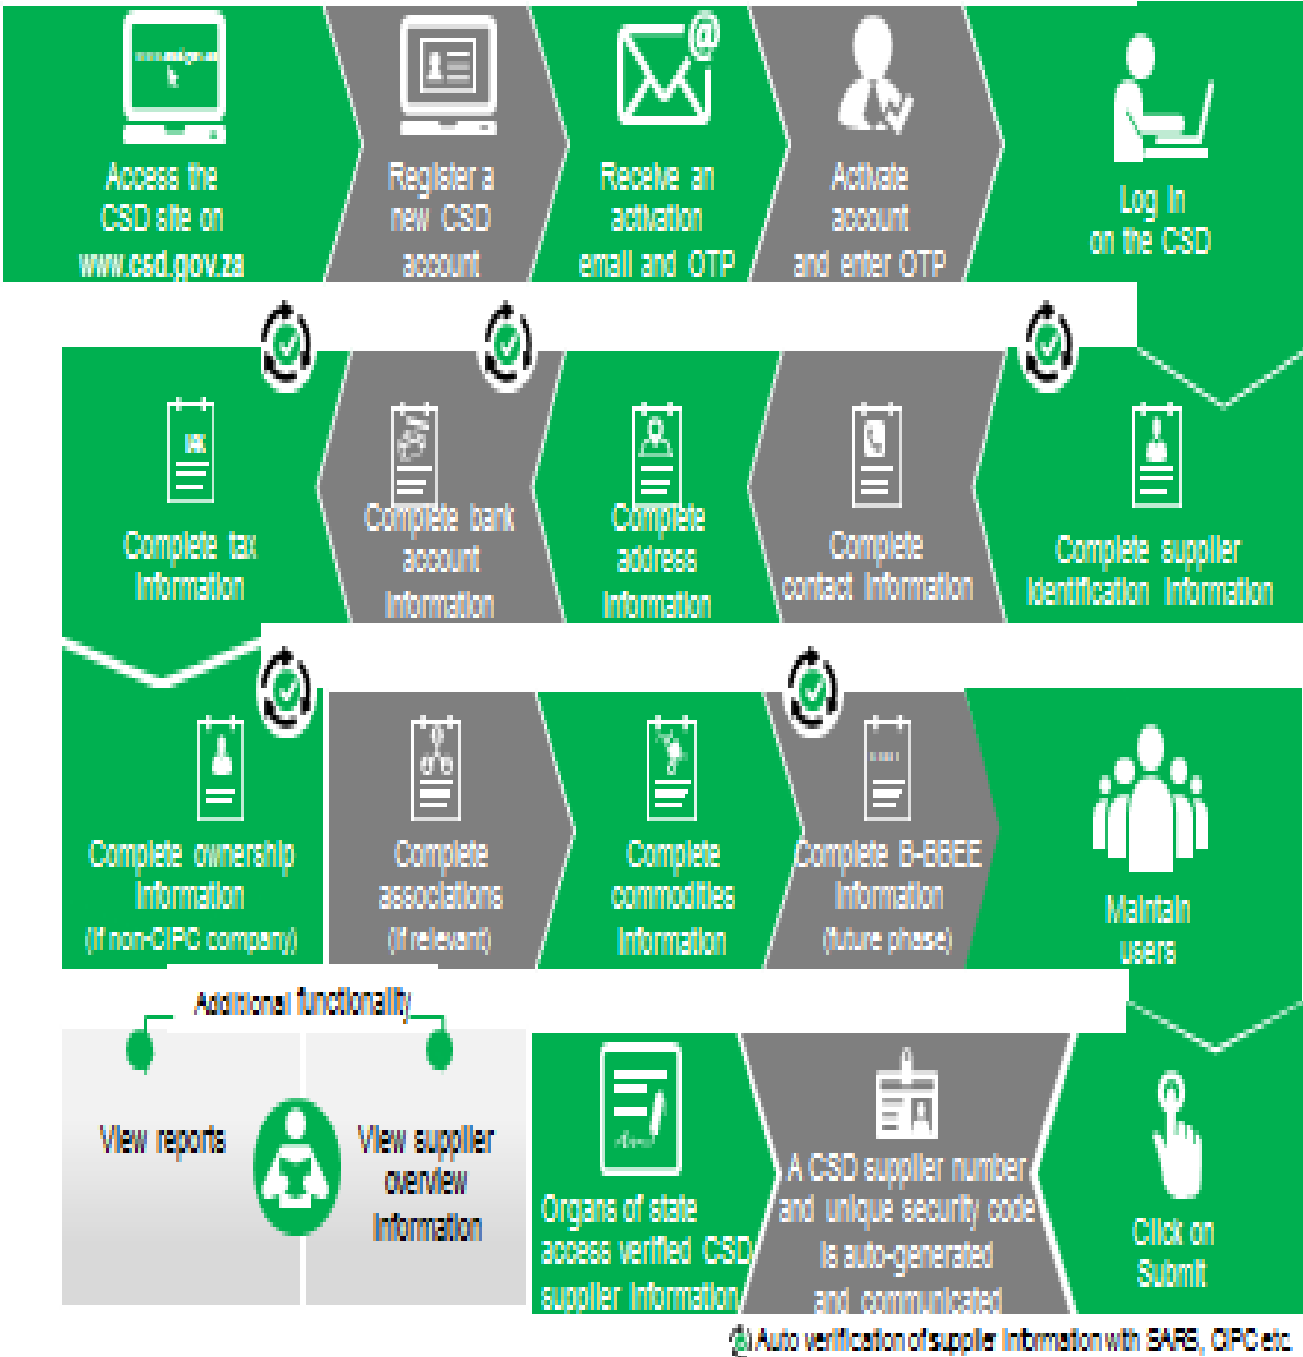 Access the
CSD site on
www.csd.gov.za
Register a
new CSD
account
Receive an
activation
email and OTP
Activate
account
and enter OTP
Log in
on the CSD
Complete supplier
identification information
Complete
contact information
Complete
address
information
Complete bank
account
information
Complete tax
information
Complete ownership
information
(if non-CIPC company)
Complete
associations
(if relevant)
Complete
commodities
information
Complete B-BBEE
information
(future phase)
Maintain
users
Click on
Submit
A CSD supplier number
and unique security code
is auto-generated
and communicated
Organs of state
access verified CSD
supplier information
Additional functionality
View reports
View supplier
overview
information
Auto verification of supplier information with SARS, CIPC etc